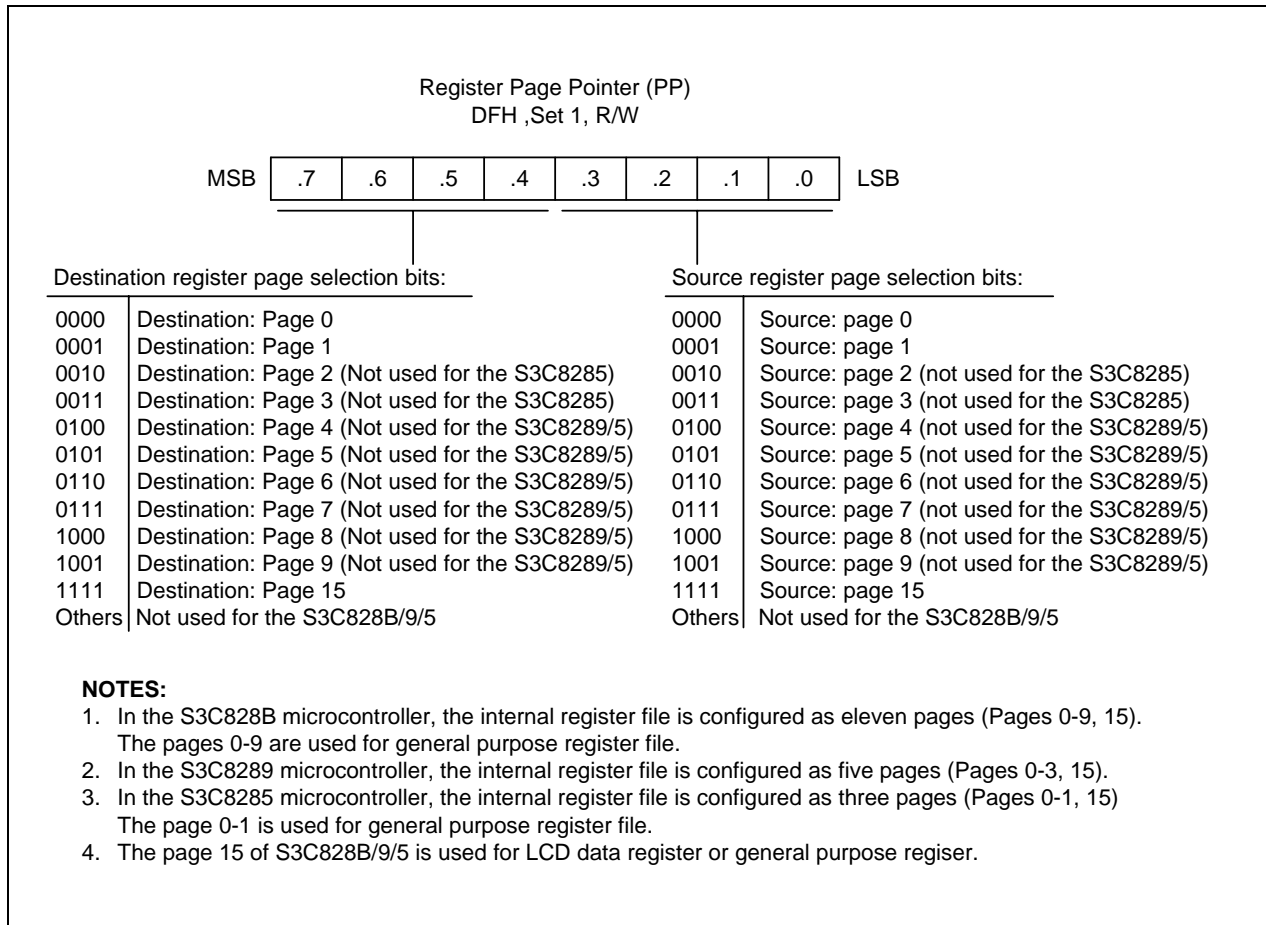 Register Page Pointer (PP)
DFH ,Set 1, R/W
MSB .7 .6 .5 .4 .3 .2 .1 .0 LSB
Destination register page selection bits:
0000 Destination: Page 0
0001 Destination: Page 1
0010 Destination: Page 2 (Not used for the S3C8285)
0011 Destination: Page 3 (Not used for the S3C8285)
0100 Destination: Page 4 (Not used for the S3C8289/5)
0101 Destination: Page 5 (Not used for the S3C8289/5)
0110 Destination: Page 6 (Not used for the S3C8289/5)
0111 Destination: Page 7 (Not used for the S3C8289/5)
1000 Destination: Page 8 (Not used for the S3C8289/5)
1001 Destination: Page 9 (Not used for the S3C8289/5)
1111 Destination: Page 15
Others Not used for the S3C828B/9/5
Source register page selection bits:
0000 Source: page 0
0001 Source: page 1
0010 Source: page 2 (not used for the S3C8285)
0011 Source: page 3 (not used for the S3C8285)
0100 Source: page 4 (not used for the S3C8289/5)
0101 Source: page 5 (not used for the S3C8289/5)
0110 Source: page 6 (not used for the S3C8289/5)
0111 Source: page 7 (not used for the S3C8289/5)
1000 Source: page 8 (not used for the S3C8289/5)
1001 Source: page 9 (not used for the S3C8289/5)
1111 Source: page 15
Others Not used for the S3C828B/9/5
NOTES:
1. In the S3C828B microcontroller, the internal register file is configured as eleven pages (Pages 0-9, 15).
The pages 0-9 are used for general purpose register file.
2. In the S3C8289 microcontroller, the internal register file is configured as five pages (Pages 0-3, 15).
3. In the S3C8285 microcontroller, the internal register file is configured as three pages (Pages 0-1, 15)
The page 0-1 is used for general purpose register file.
4. The page 15 of S3C828B/9/5 is used for LCD data register or general purpose regiser.